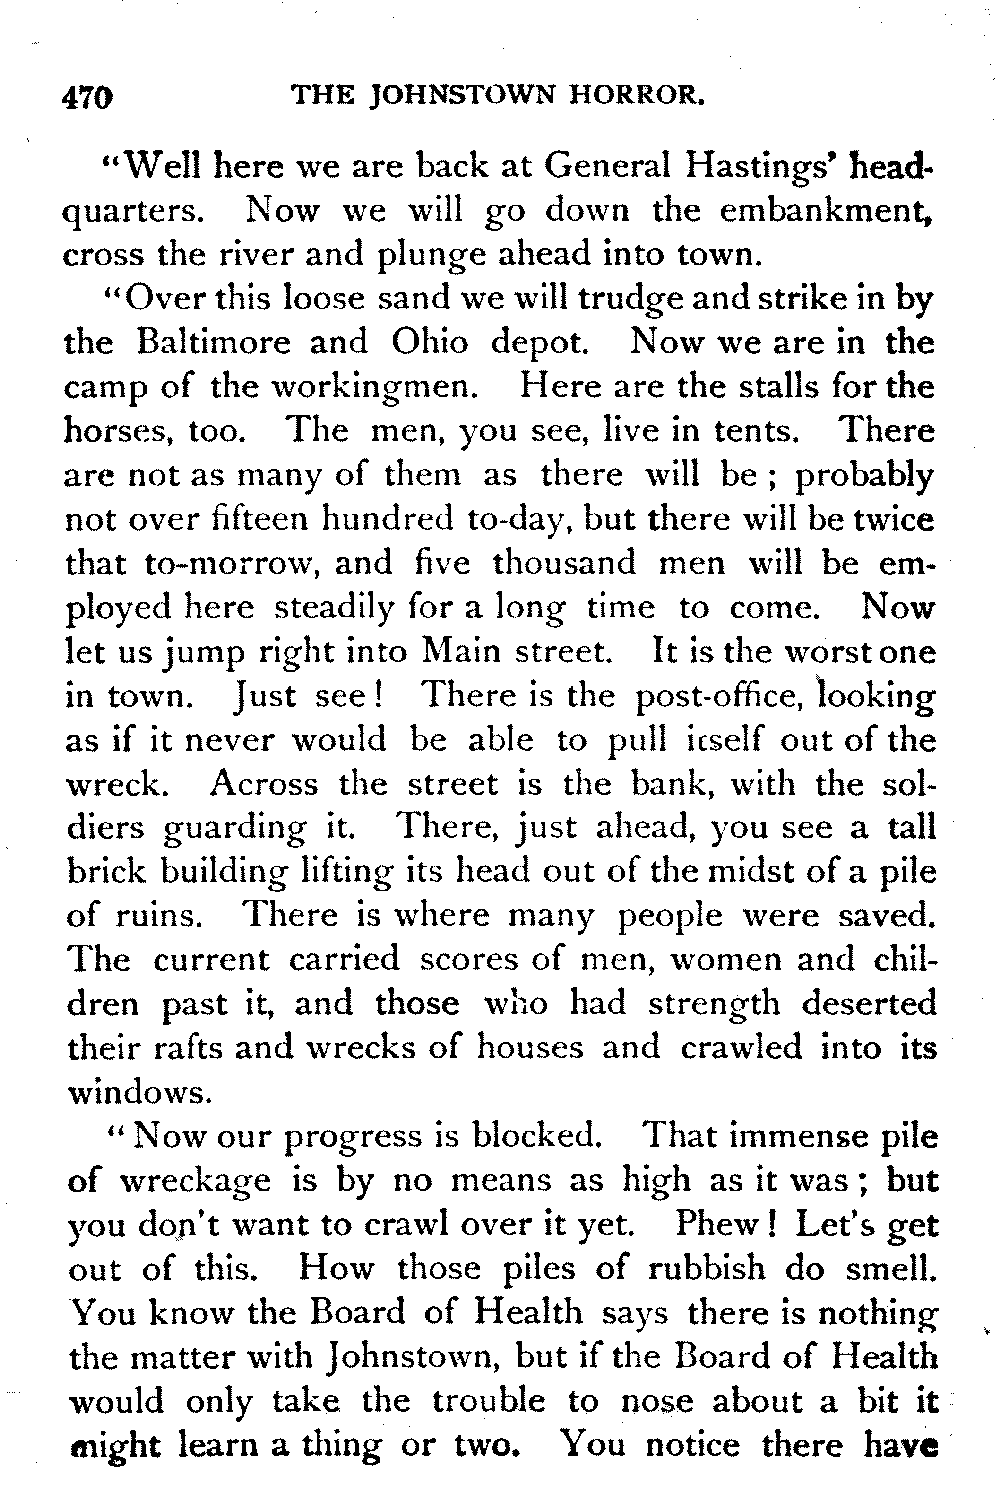 470 THE JOHNSTOWN HORROR.
“Well here we are back at General Hastings’ head-
quarters. Now we will go down the embankment,
cross the river and plunge ahead into town.
“Over this loose sand we will trudge and strike in by
the Baltimore and Ohio depot. Now we are in the
camp of the workingmen. Here are the stalls for the
horses, too. The men, you see, live in tents. There
are not as many of them as there will be ; probably
not over fifteen hundred to-day, but there will be twice
that to-morrow, and five thousand men will be em-
ployed here steadily for a long time to come. Now
let us jump right into Main street. It is the worst one
in town. Just see ! There is the post-office, looking
as if it never would be able to pull itself out of the
wreck. Across the street is the bank, with the sol-
diers guarding it. There, just ahead, you see a tall
brick building lifting its head out of the midst of a pile
of ruins. There is where many people were saved.
The current carried scores of men, women and chil-
dren past it, and those who had strength deserted
their rafts and wrecks of houses and crawled into its
windows.
“ Now our progress is blocked. That immense pile
of wreckage is by no means as high as it was ; but
you don’t want to crawl over it yet. Phew ! Let’s get
out of this. How those piles of rubbish do smell.
You know the Board of Health says there is nothing
the matter with Johnstown, but if the Board of Health
would only take the trouble to nose about a bit it
might learn a thing or two. You notice there have